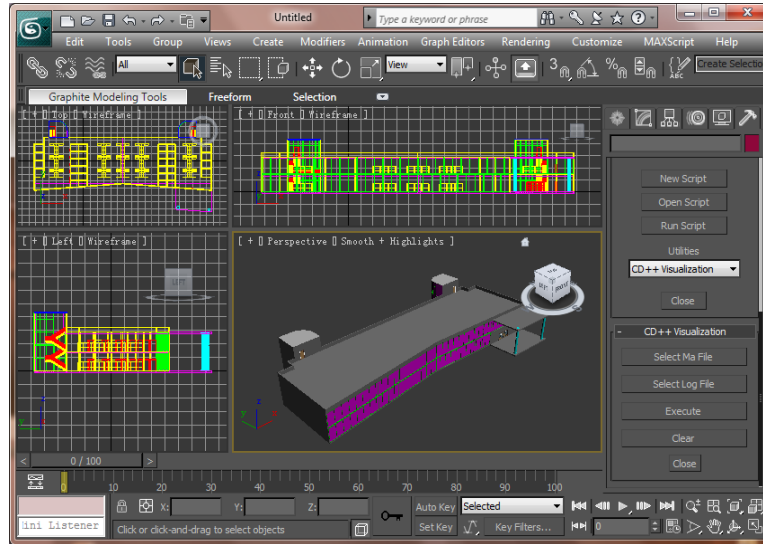 Untitled
Type a keyword or phrase
Edit Tools Group Views Create Modifiers Animation Graph Editors Rendering Customize MAXScript Help
All View 3 % ABC Create Selectio
Graphite Modeling Tools Freeform Selection
[ + [] Top [] Wireframe ]
[ + [] Front [] Wireframe ]
[ + [] Left [] Wireframe ]
[ + [] Perspective [] Smooth + Highlights ]
New Script
Open Script
Run Script
Utilities
CD++ Visualization
Close
- CD++ Visualization
Select Ma File
Select Log File
Execute
Clear
Close
< 0 / 100 >
0 10 20 30 40 50 60 70 80 90 100
X: Y: Z: Auto Key Selected
ini Listener Click or click-and-drag to select objects Set Key Key Filters... 0